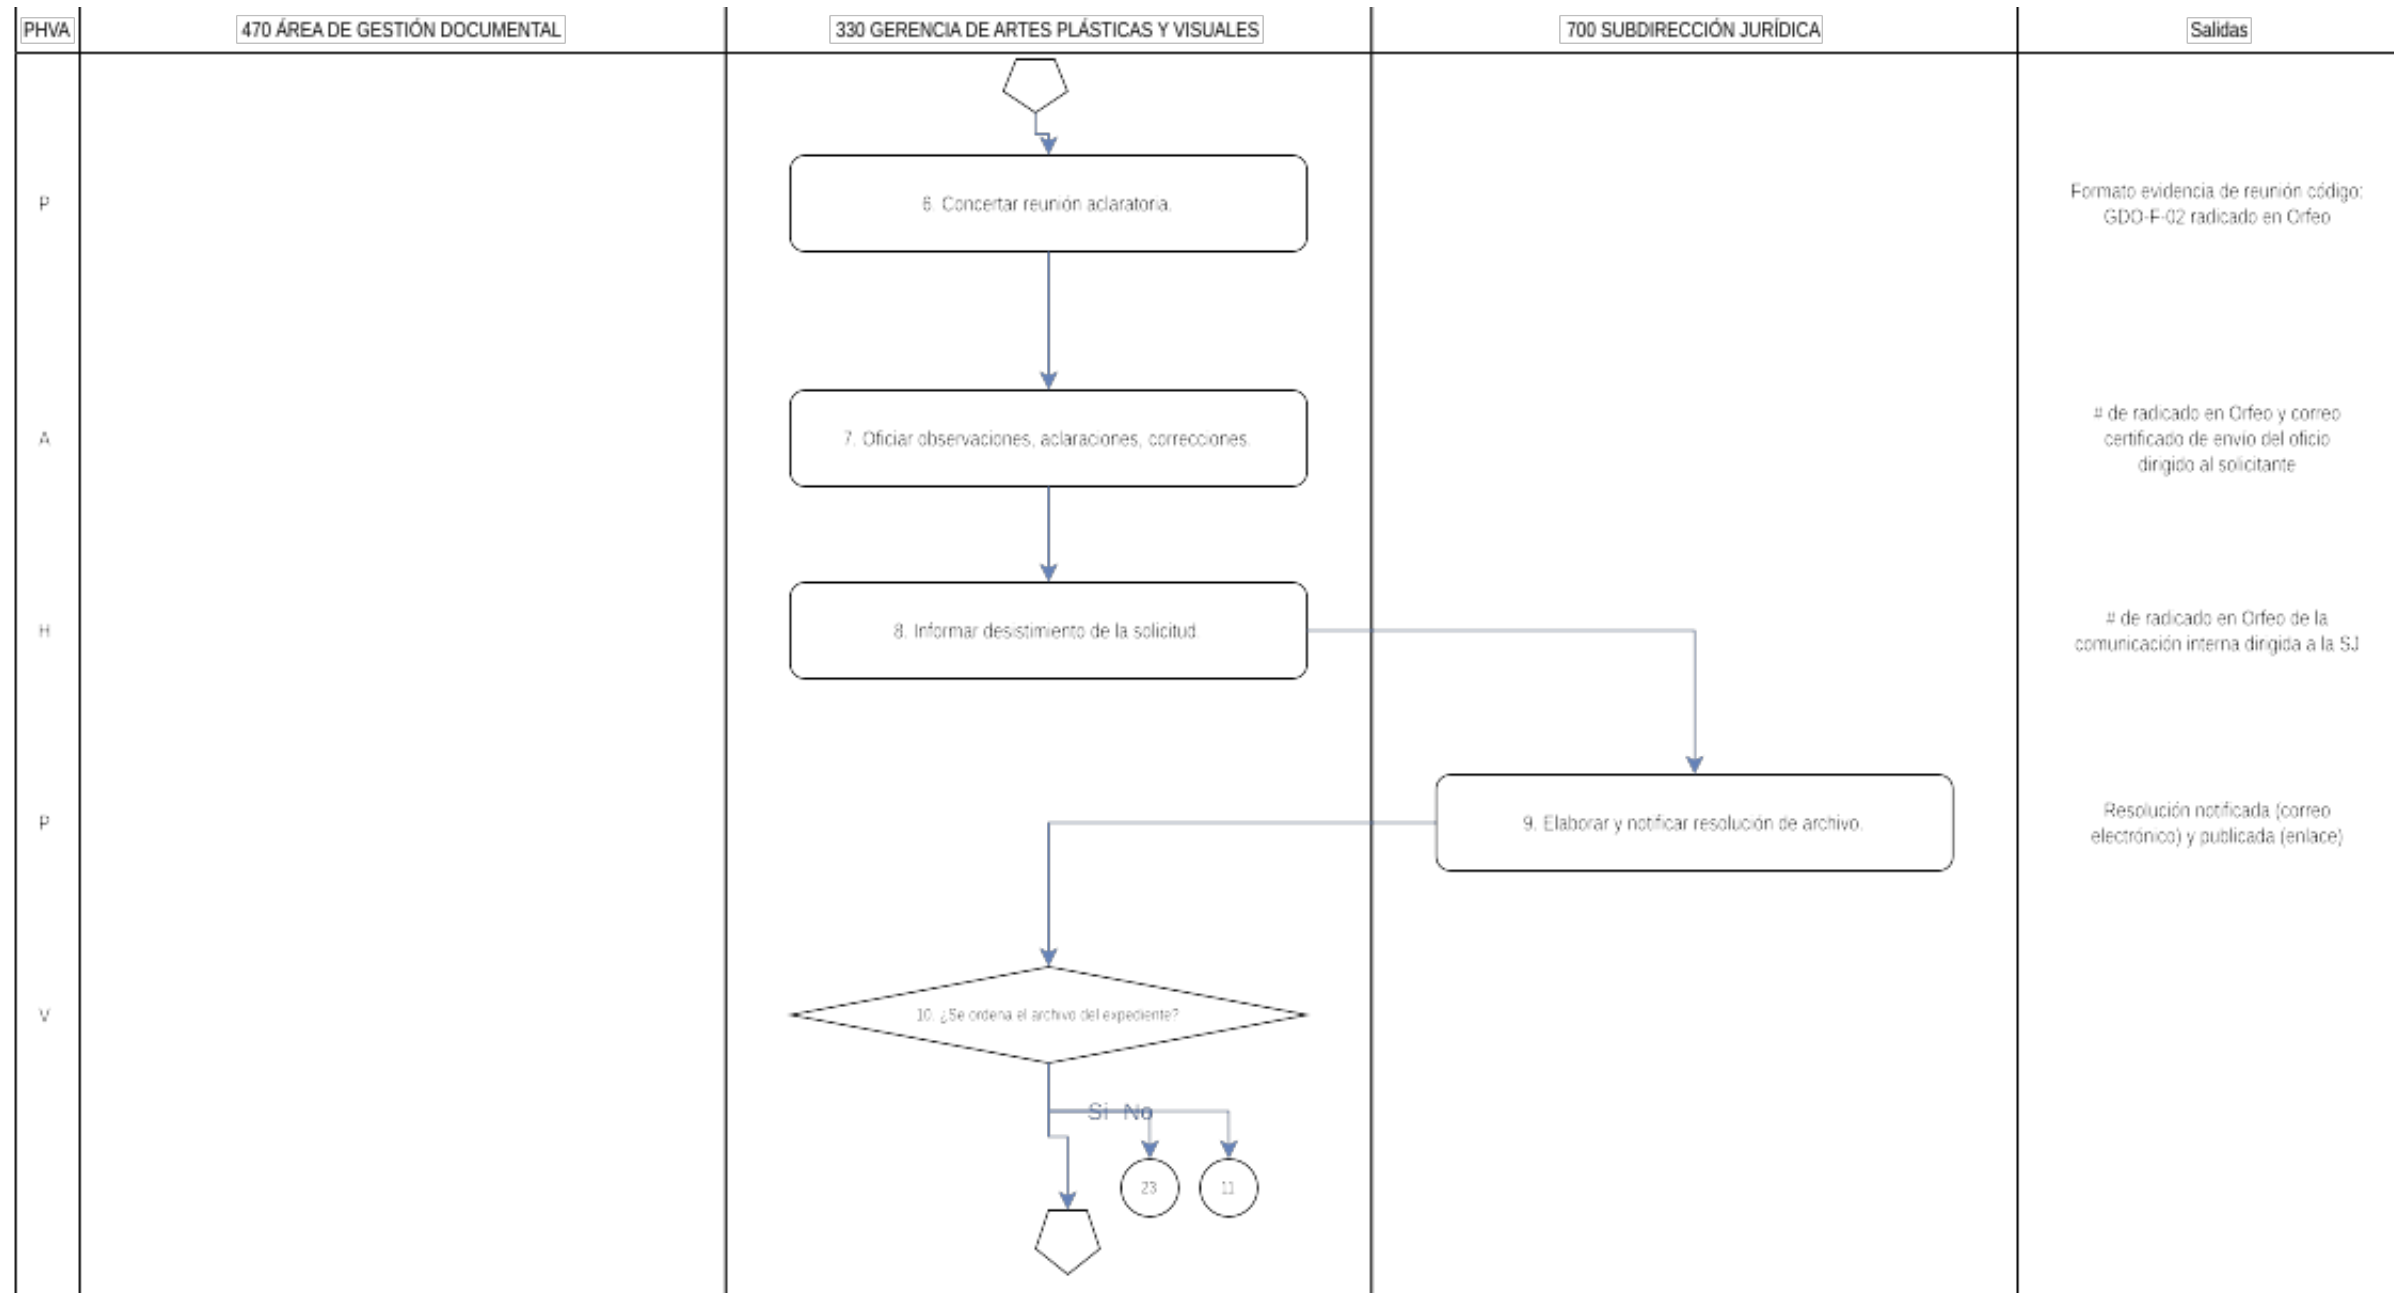 PHVA
470 ÁREA DE GESTIÓN DOCUMENTAL
330 GERENCIA DE ARTES PLÁSTICAS Y VISUALES
700 SUBDIRECCIÓN JURÍDICA
Salidas
P
6. Concertar reunión aclaratoria.
Formato evidencia de reunión código:
GDO-F-02 radicado en Orfeo
A
7. Oficiar observaciones, aclaraciones, correcciones.
# de radicado en Orfeo y correo
certificado de envío del oficio
dirigido al solicitante
H
8. Informar desistimiento de la solicitud
# de radicado en Orfeo de la
comunicación interna dirigida a la SJ
P
9. Elaborar y notificar resolución de archivo.
Resolución notificada (correo
electrónico) y publicada (enlace)
V
10. ¿Se ordena el archivo del expediente?
Si No
23
11